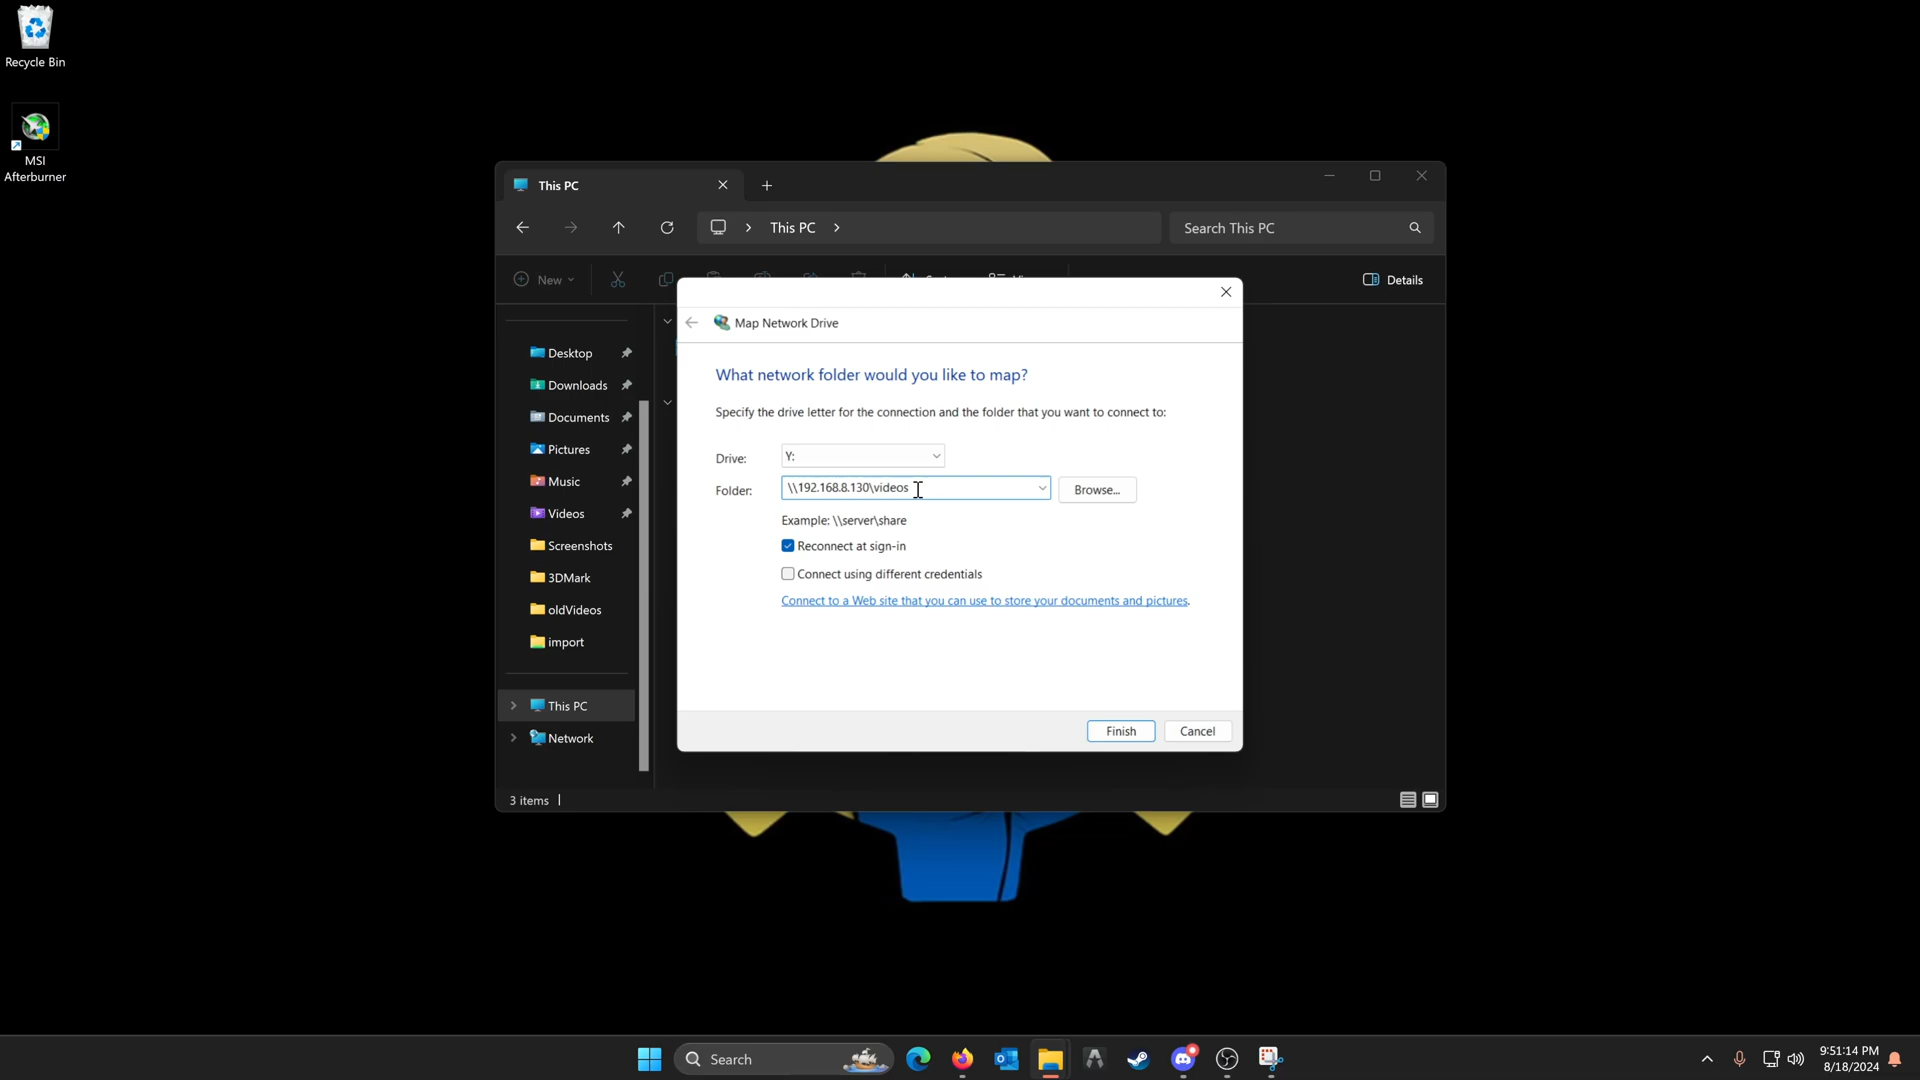 Recycle Bin
MSI
Afterburner
This PC
This PC
Search This PC
New
Details
Desktop
Downloads
Documents
Pictures
Music
Videos
Screenshots
3DMark
oldVideos
import
This PC
Network
3 items
Map Network Drive
What network folder would you like to map?
Specify the drive letter for the connection and the folder that you want to connect to:
Drive: Y:
Folder: \\192.168.8.130\videos Browse...
Example: \\server\share
Reconnect at sign-in
Connect using different credentials
Connect to a Web site that you can use to store your documents and pictures.
Finish Cancel
Search
9:51:14 PM
8/18/2024